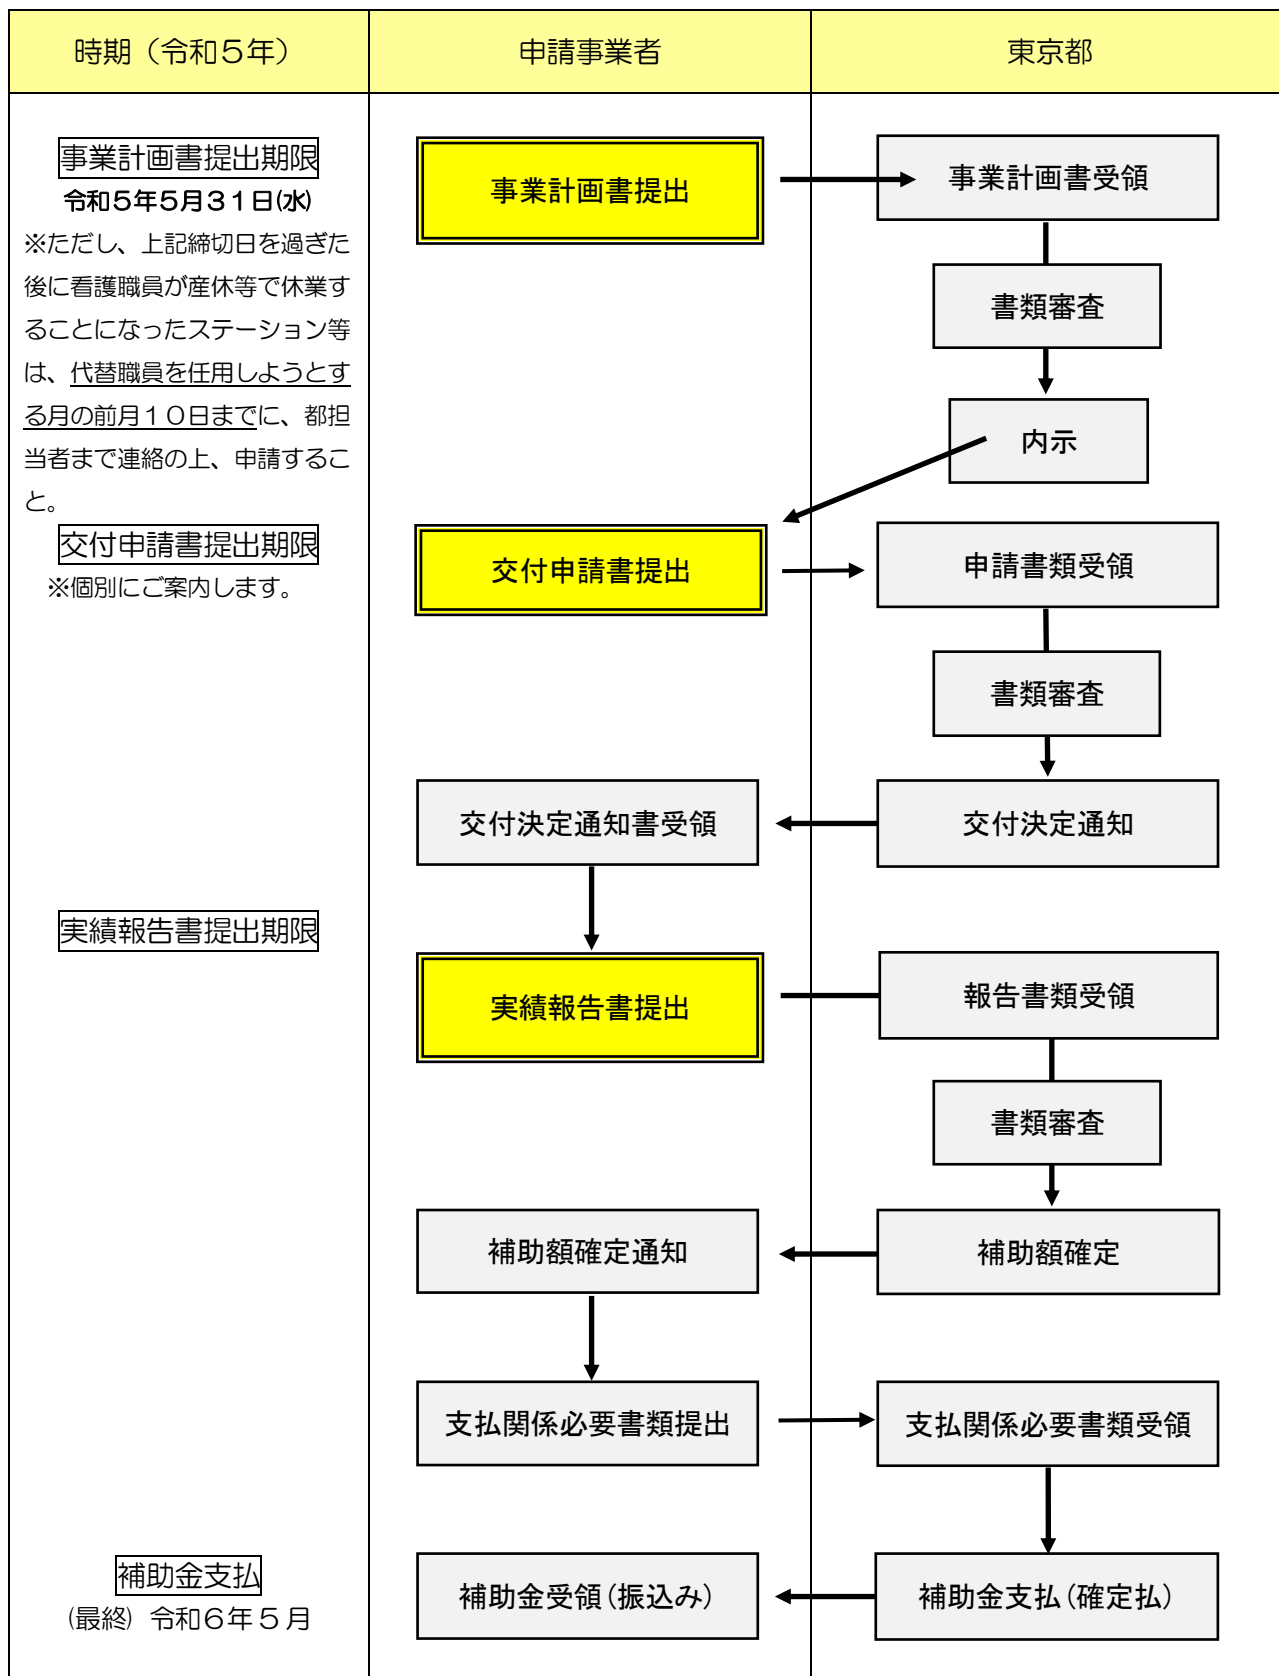 時期（令和５年）
申請事業者
東京都
事業計画書提出期限
令和５年５月３１日(水)
※ただし、上記締切日を過ぎた
後に看護職員が産休等で休業す
ることになったステーション等
は、代替職員を任用しようとす
る月の前月１０日までに、都担
当者まで連絡の上、申請するこ
と。
事業計画書提出
事業計画書受領
書類審査
内示
交付申請書提出期限
※個別にご案内します。
交付申請書提出
申請書類受領
書類審査
交付決定通知書受領
交付決定通知
実績報告書提出期限
実績報告書提出
報告書類受領
書類審査
補助額確定通知
補助額確定
支払関係必要書類提出
支払関係必要書類受領
補助金支払
(最終) 令和６年５月
補助金受領(振込み)
補助金支払(確定払)